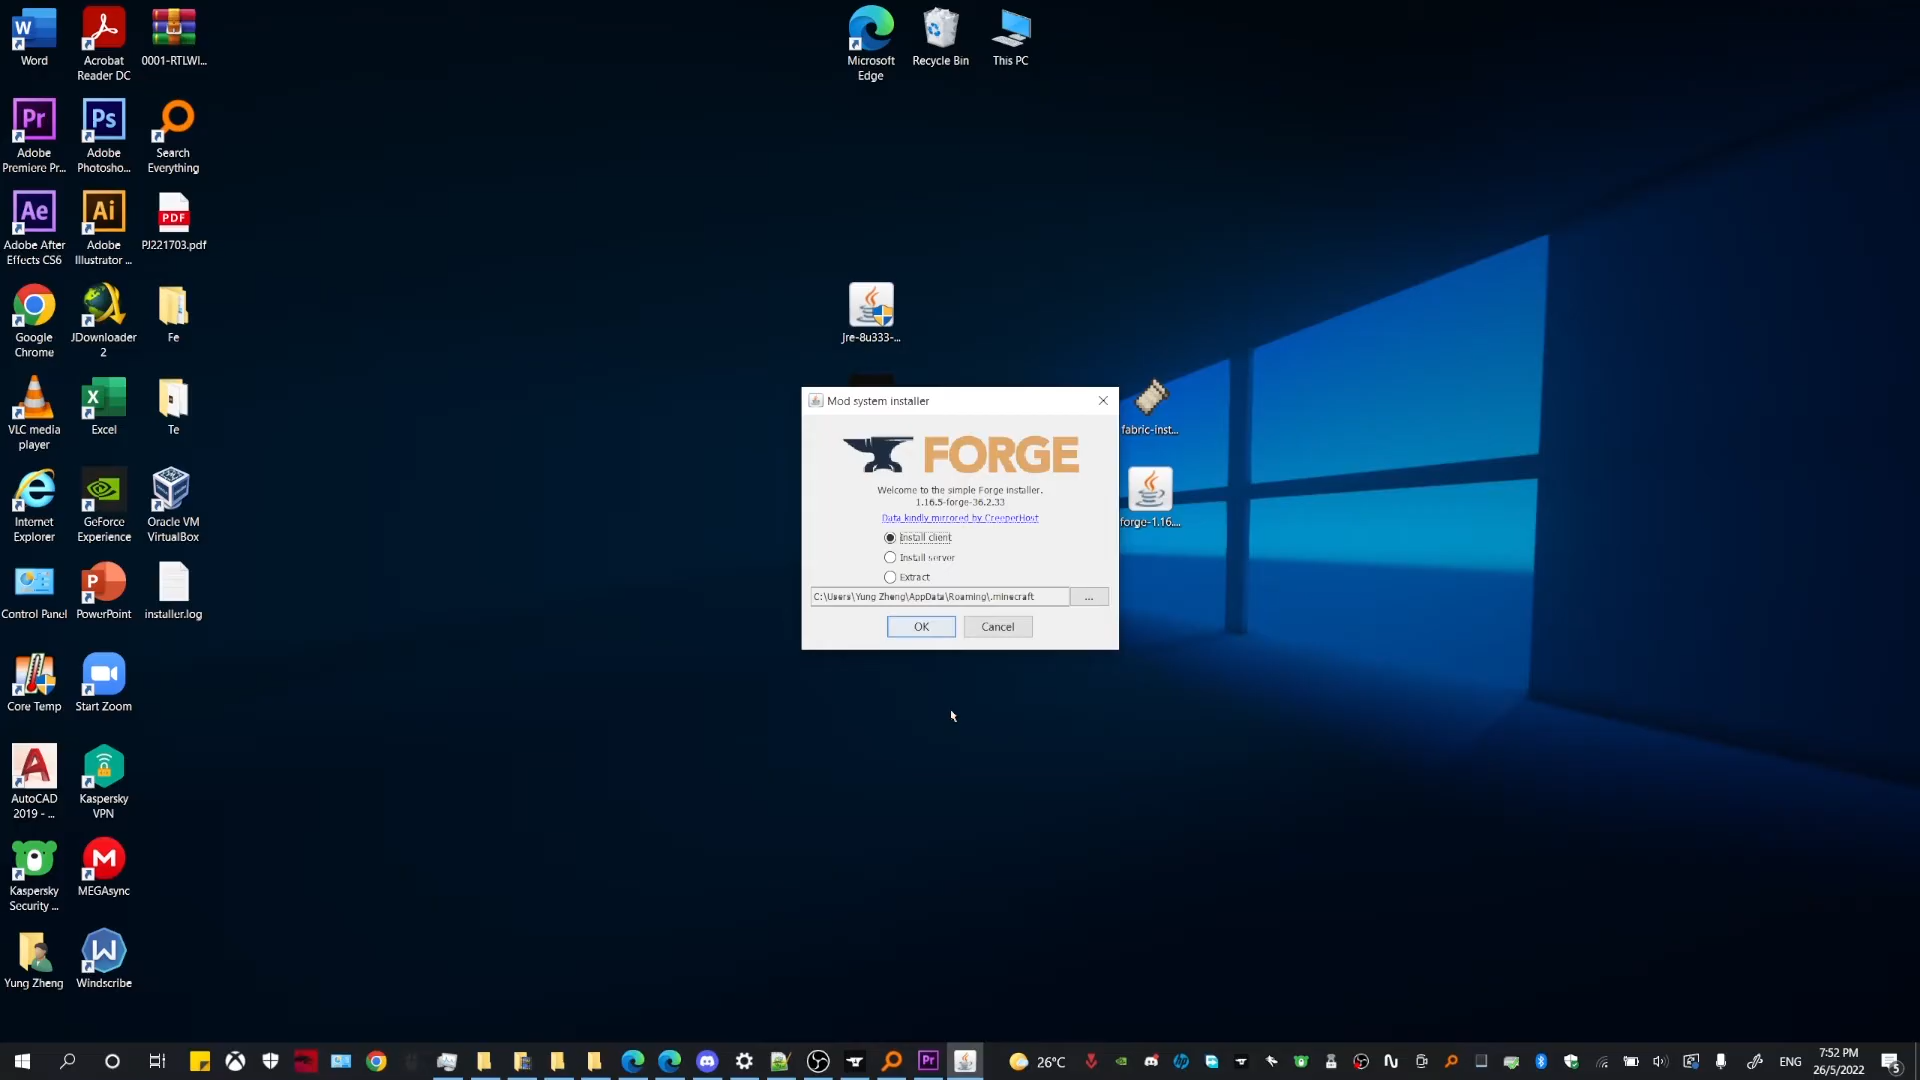 Word
Acrobat
Reader DC
0001-RTLWI...
Microsoft
Edge
Recycle Bin
This PC
Adobe
Premiere Pr...
Adobe
Photosho...
Search
Everything
Adobe After
Effects CS6
Adobe
Illustrator ...
PDF
PJ221703.pdf
Google
Chrome
JDownloader
2
Fe
Jre-8u333-...
VLC media
player
Excel
Te
fabric-inst...
Internet
Explorer
GeForce
Experience
Oracle VM
VirtualBox
forge-1.16....
Control Panel
PowerPoint
installer.log
Core Temp
Start Zoom
AutoCAD
2019 - ...
Kaspersky
VPN
Kaspersky
Security ...
MEGAsync
Yung Zheng
Windscribe
Mod system installer
FORGE
Welcome to the simple Forge installer.
1.16.5-forge-36.2.33
Data kindly mirrored by CreeperHost
Install client
Install server
Extract
C:\Users\Yung Zheng\AppData\Roaming\.minecraft
...
OK
Cancel
26°C
ENG
7:52 PM
26/5/2022
5